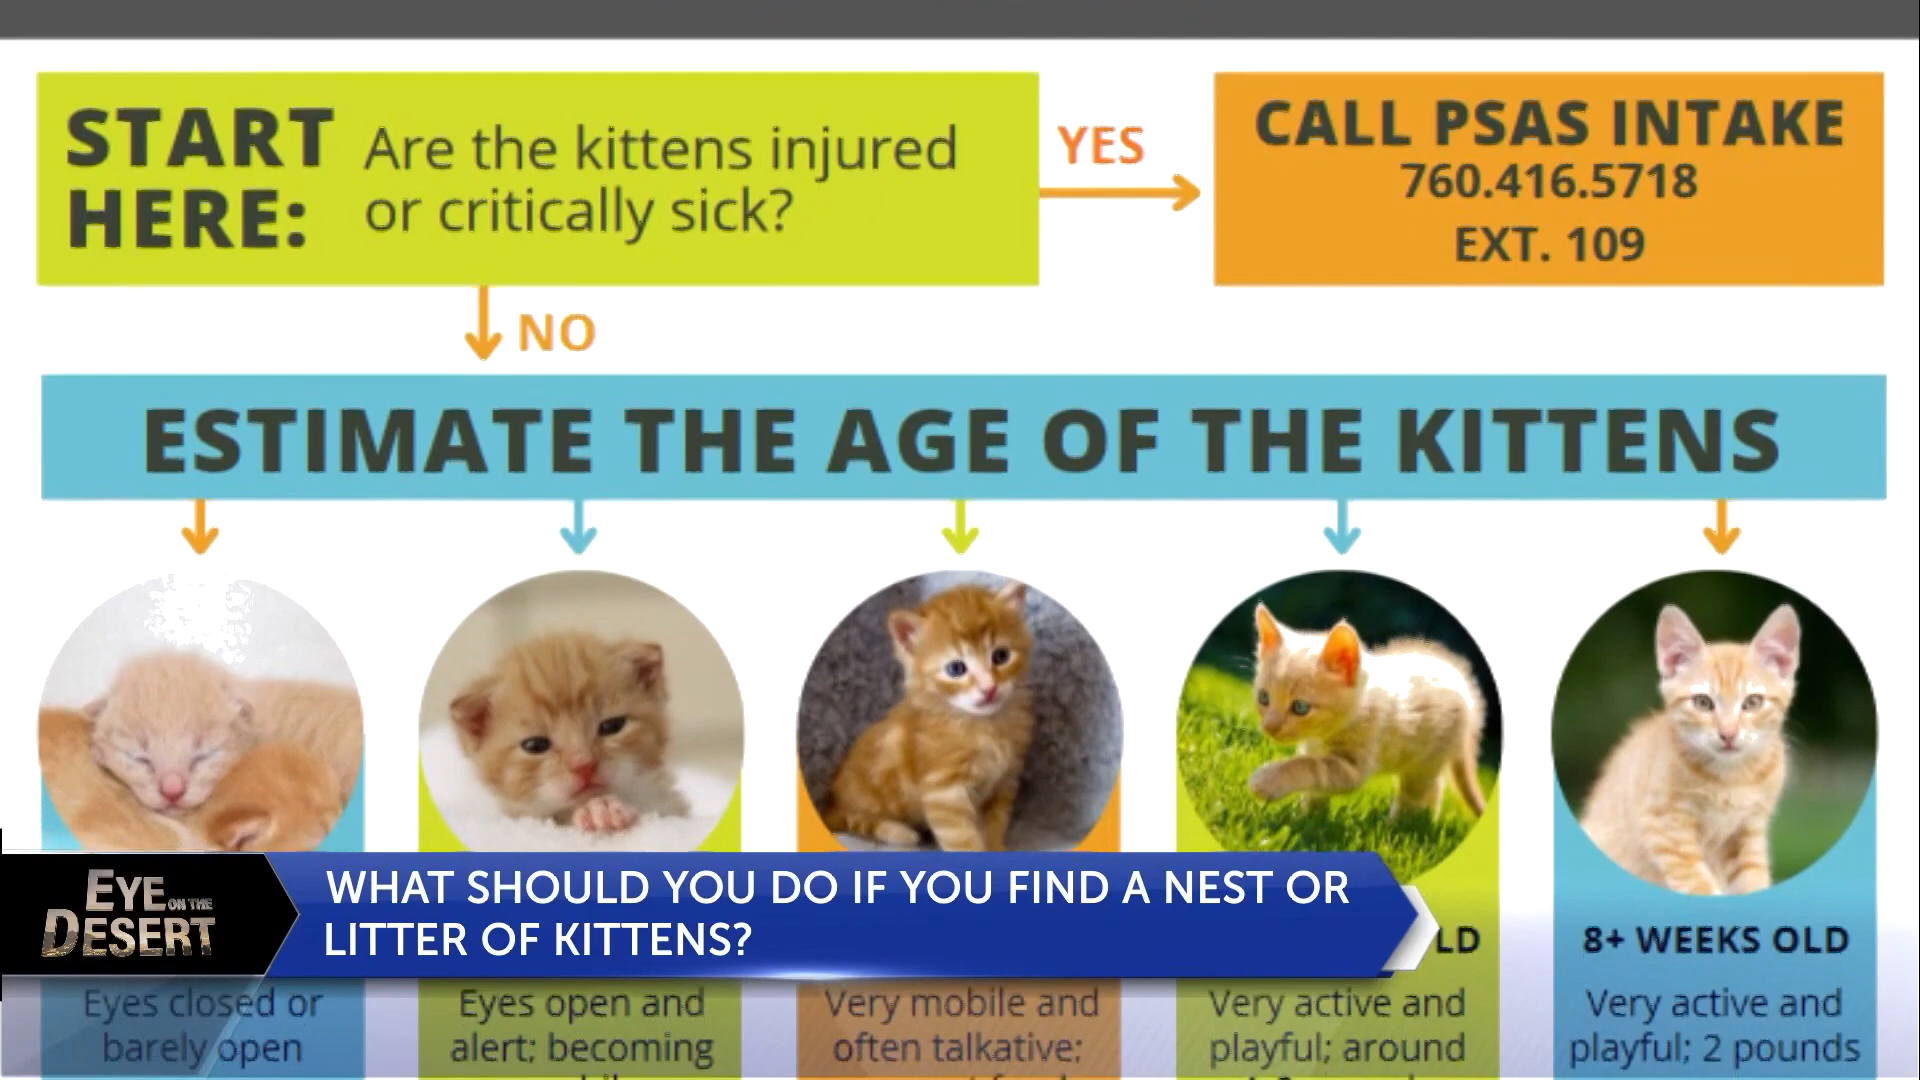 START
HERE:
Are the kittens injured
or critically sick?
YES
CALL PSAS INTAKE
760.416.5718
EXT. 109
NO
ESTIMATE THE AGE OF THE KITTENS
EYE
ON THE
DESERT
WHAT SHOULD YOU DO IF YOU FIND A NEST OR
LITTER OF KITTENS?
Eyes closed or
barely open
Eyes open and
alert; becoming
Very mobile and
often talkative;
LD
Very active and
playful; around
8+ WEEKS OLD
Very active and
playful; 2 pounds